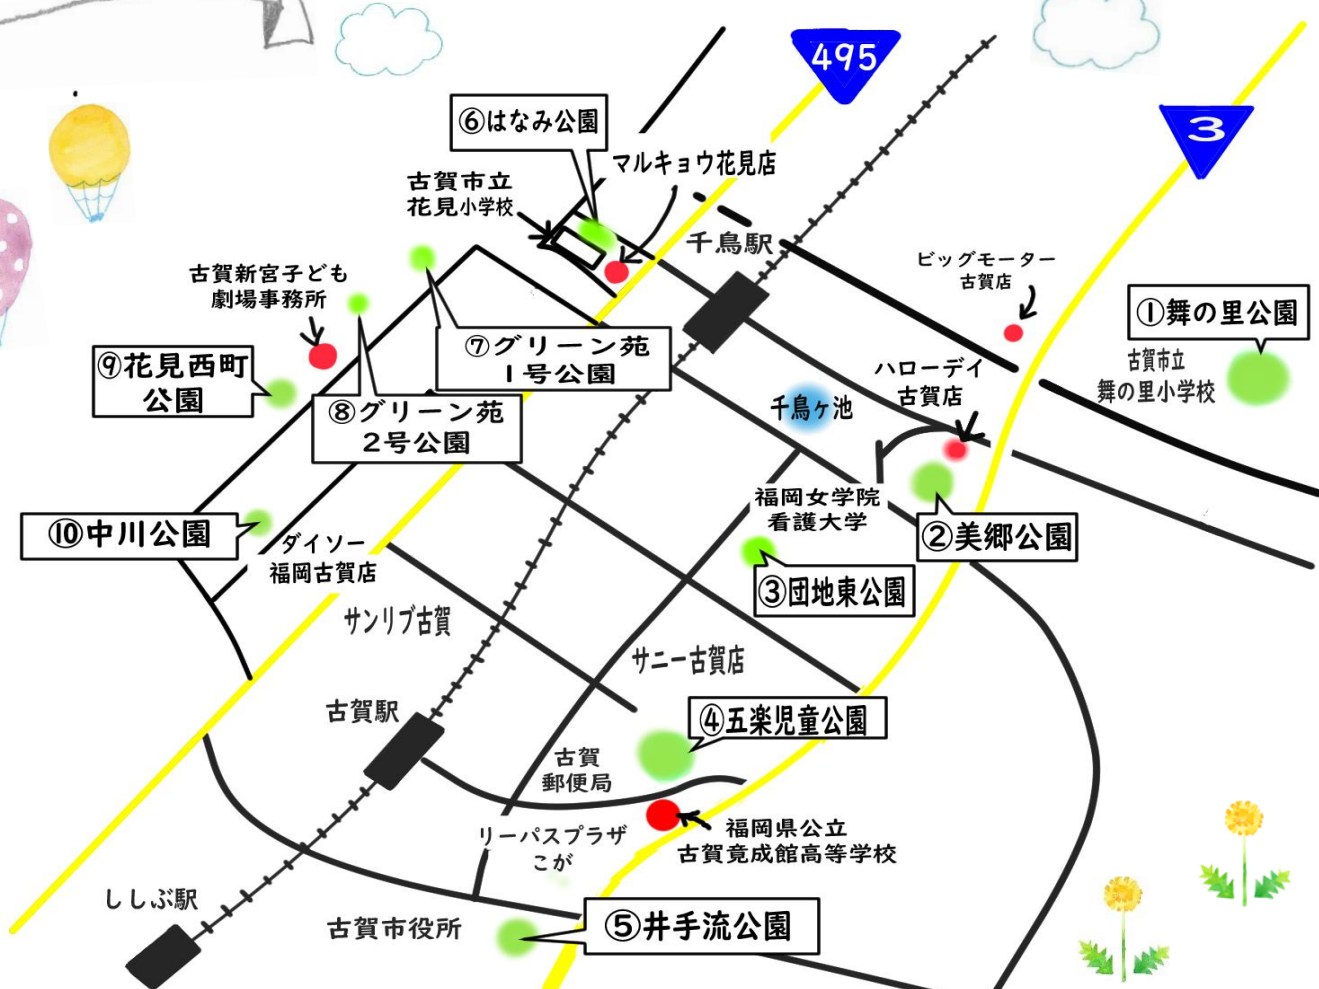 495
3
⑥はなみ公園
マルキョウ花見店
古賀市立
花見小学校
千鳥駅
ビッグモーター
古賀店
①舞の里公園
古賀市立
舞の里小学校
古賀新宮子ども
劇場事務所
⑦グリーン苑
1号公園
⑨花見西町
公園
⑧グリーン苑
2号公園
ハローデイ
古賀店
千鳥ヶ池
福岡女学院
看護大学
②美郷公園
⑩中川公園
ダイソー
福岡古賀店
③団地東公園
サンリブ古賀
サニー古賀店
古賀駅
④五楽児童公園
古賀
郵便局
リーパスプラザ
こが
福岡県公立
古賀竟成館高等学校
ししぶ駅
古賀市役所
⑤井手流公園